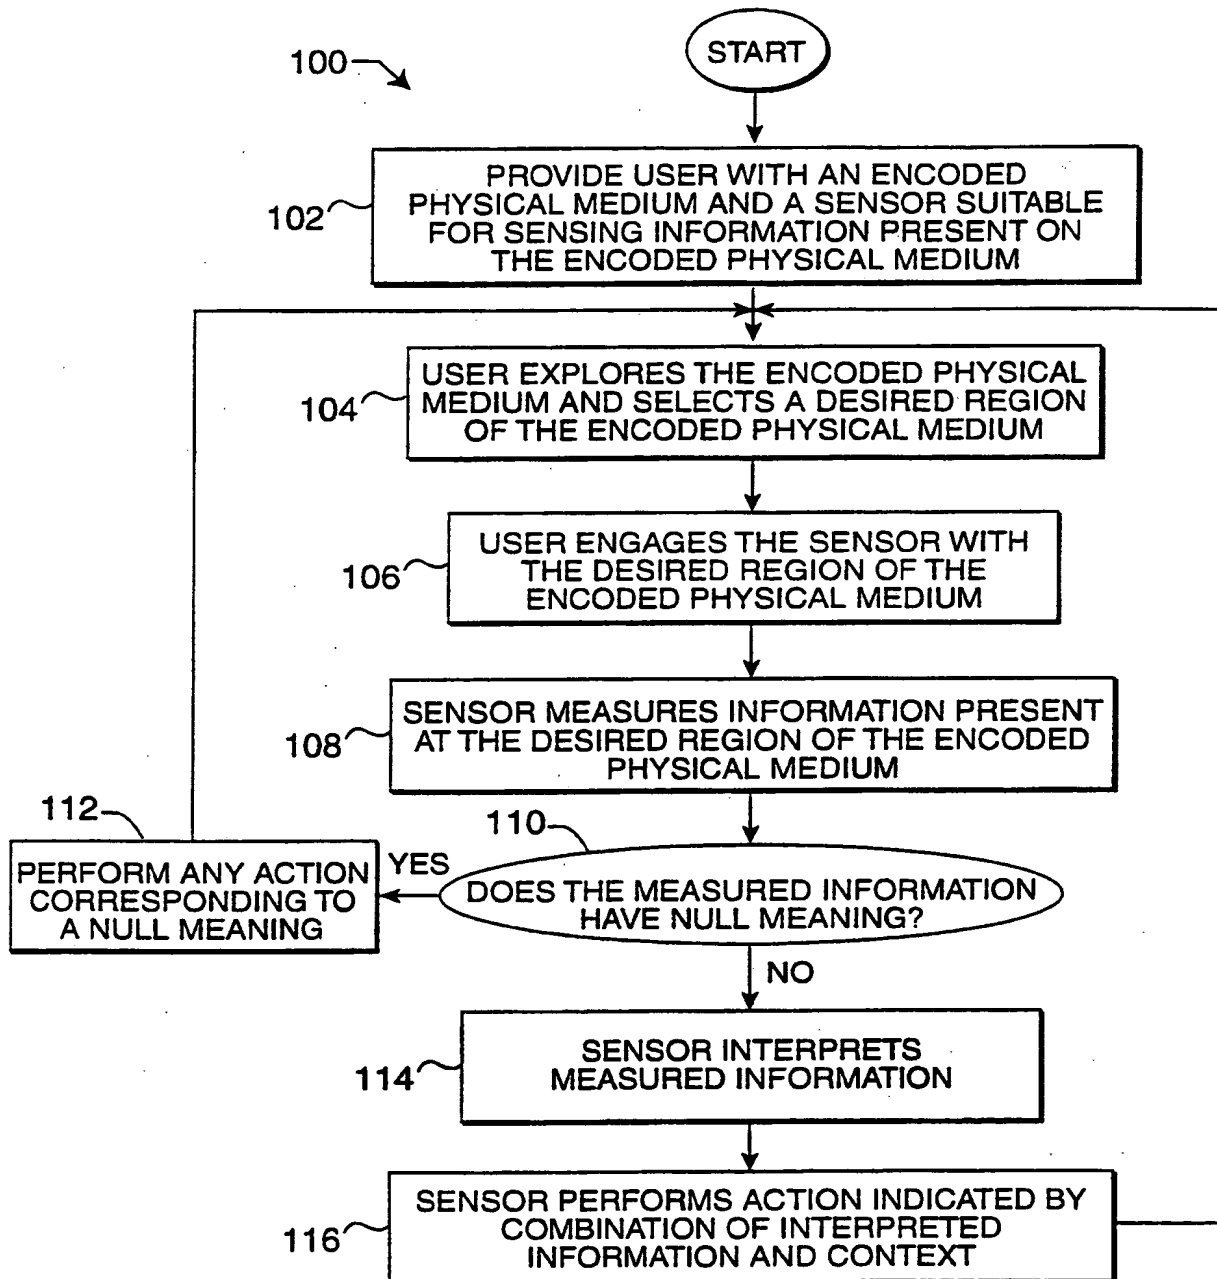 START
100
PROVIDE USER WITH AN ENCODED
PHYSICAL MEDIUM AND A SENSOR SUITABLE
FOR SENSING INFORMATION PRESENT ON
THE ENCODED PHYSICAL MEDIUM
102
USER EXPLORES THE ENCODED PHYSICAL
MEDIUM AND SELECTS A DESIRED REGION
OF THE ENCODED PHYSICAL MEDIUM
104
USER ENGAGES THE SENSOR WITH
THE DESIRED REGION OF THE
ENCODED PHYSICAL MEDIUM
106
SENSOR MEASURES INFORMATION PRESENT
AT THE DESIRED REGION OF THE ENCODED
PHYSICAL MEDIUM
108
112
110
PERFORM ANY ACTION
CORRESPONDING TO
A NULL MEANING
YES
DOES THE MEASURED INFORMATION
HAVE NULL MEANING?
NO
SENSOR INTERPRETS
MEASURED INFORMATION
114
SENSOR PERFORMS ACTION INDICATED BY
COMBINATION OF INTERPRETED
INFORMATION AND CONTEXT
116